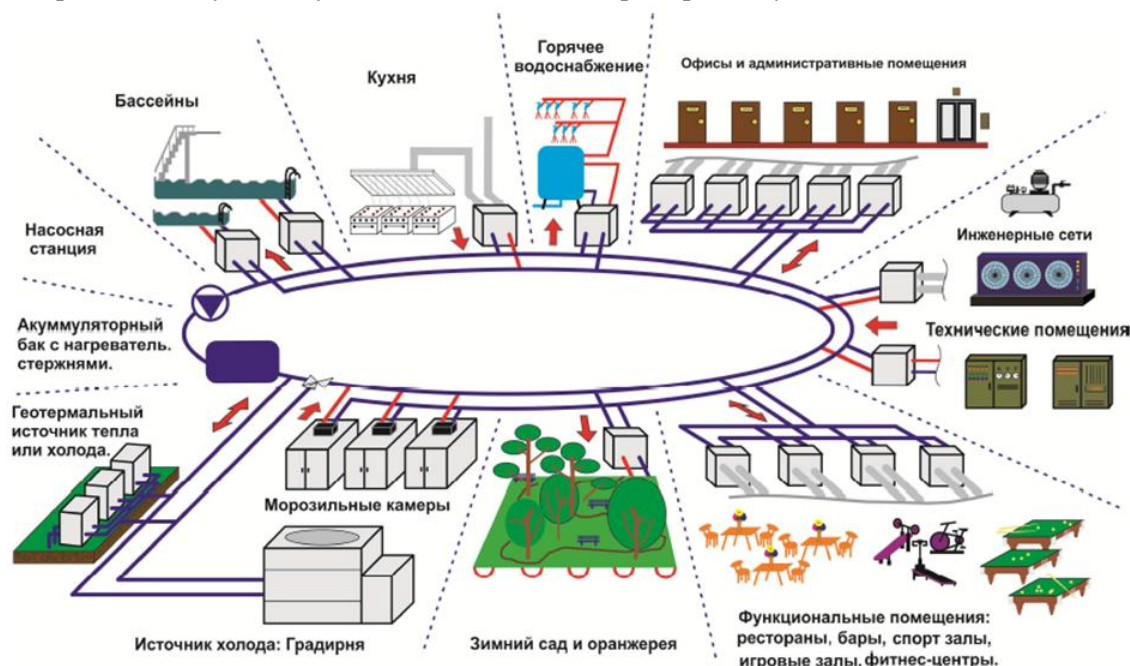 Горячее
водоснабжение
Офисы и административные помещения
Кухня
Бассейны
Насосная
станция
Инженерные сети
Акуммуляторный
бак с нагреватель.
стержнями.
Технические помещения
Геотермальный
источник тепла
или холода.
Морозильные камеры
Источник холода: Градирня
Зимний сад и оранжерея
Функциональные помещения:
рестораны, бары, спорт залы,
игровые залы, фитнес-центры.